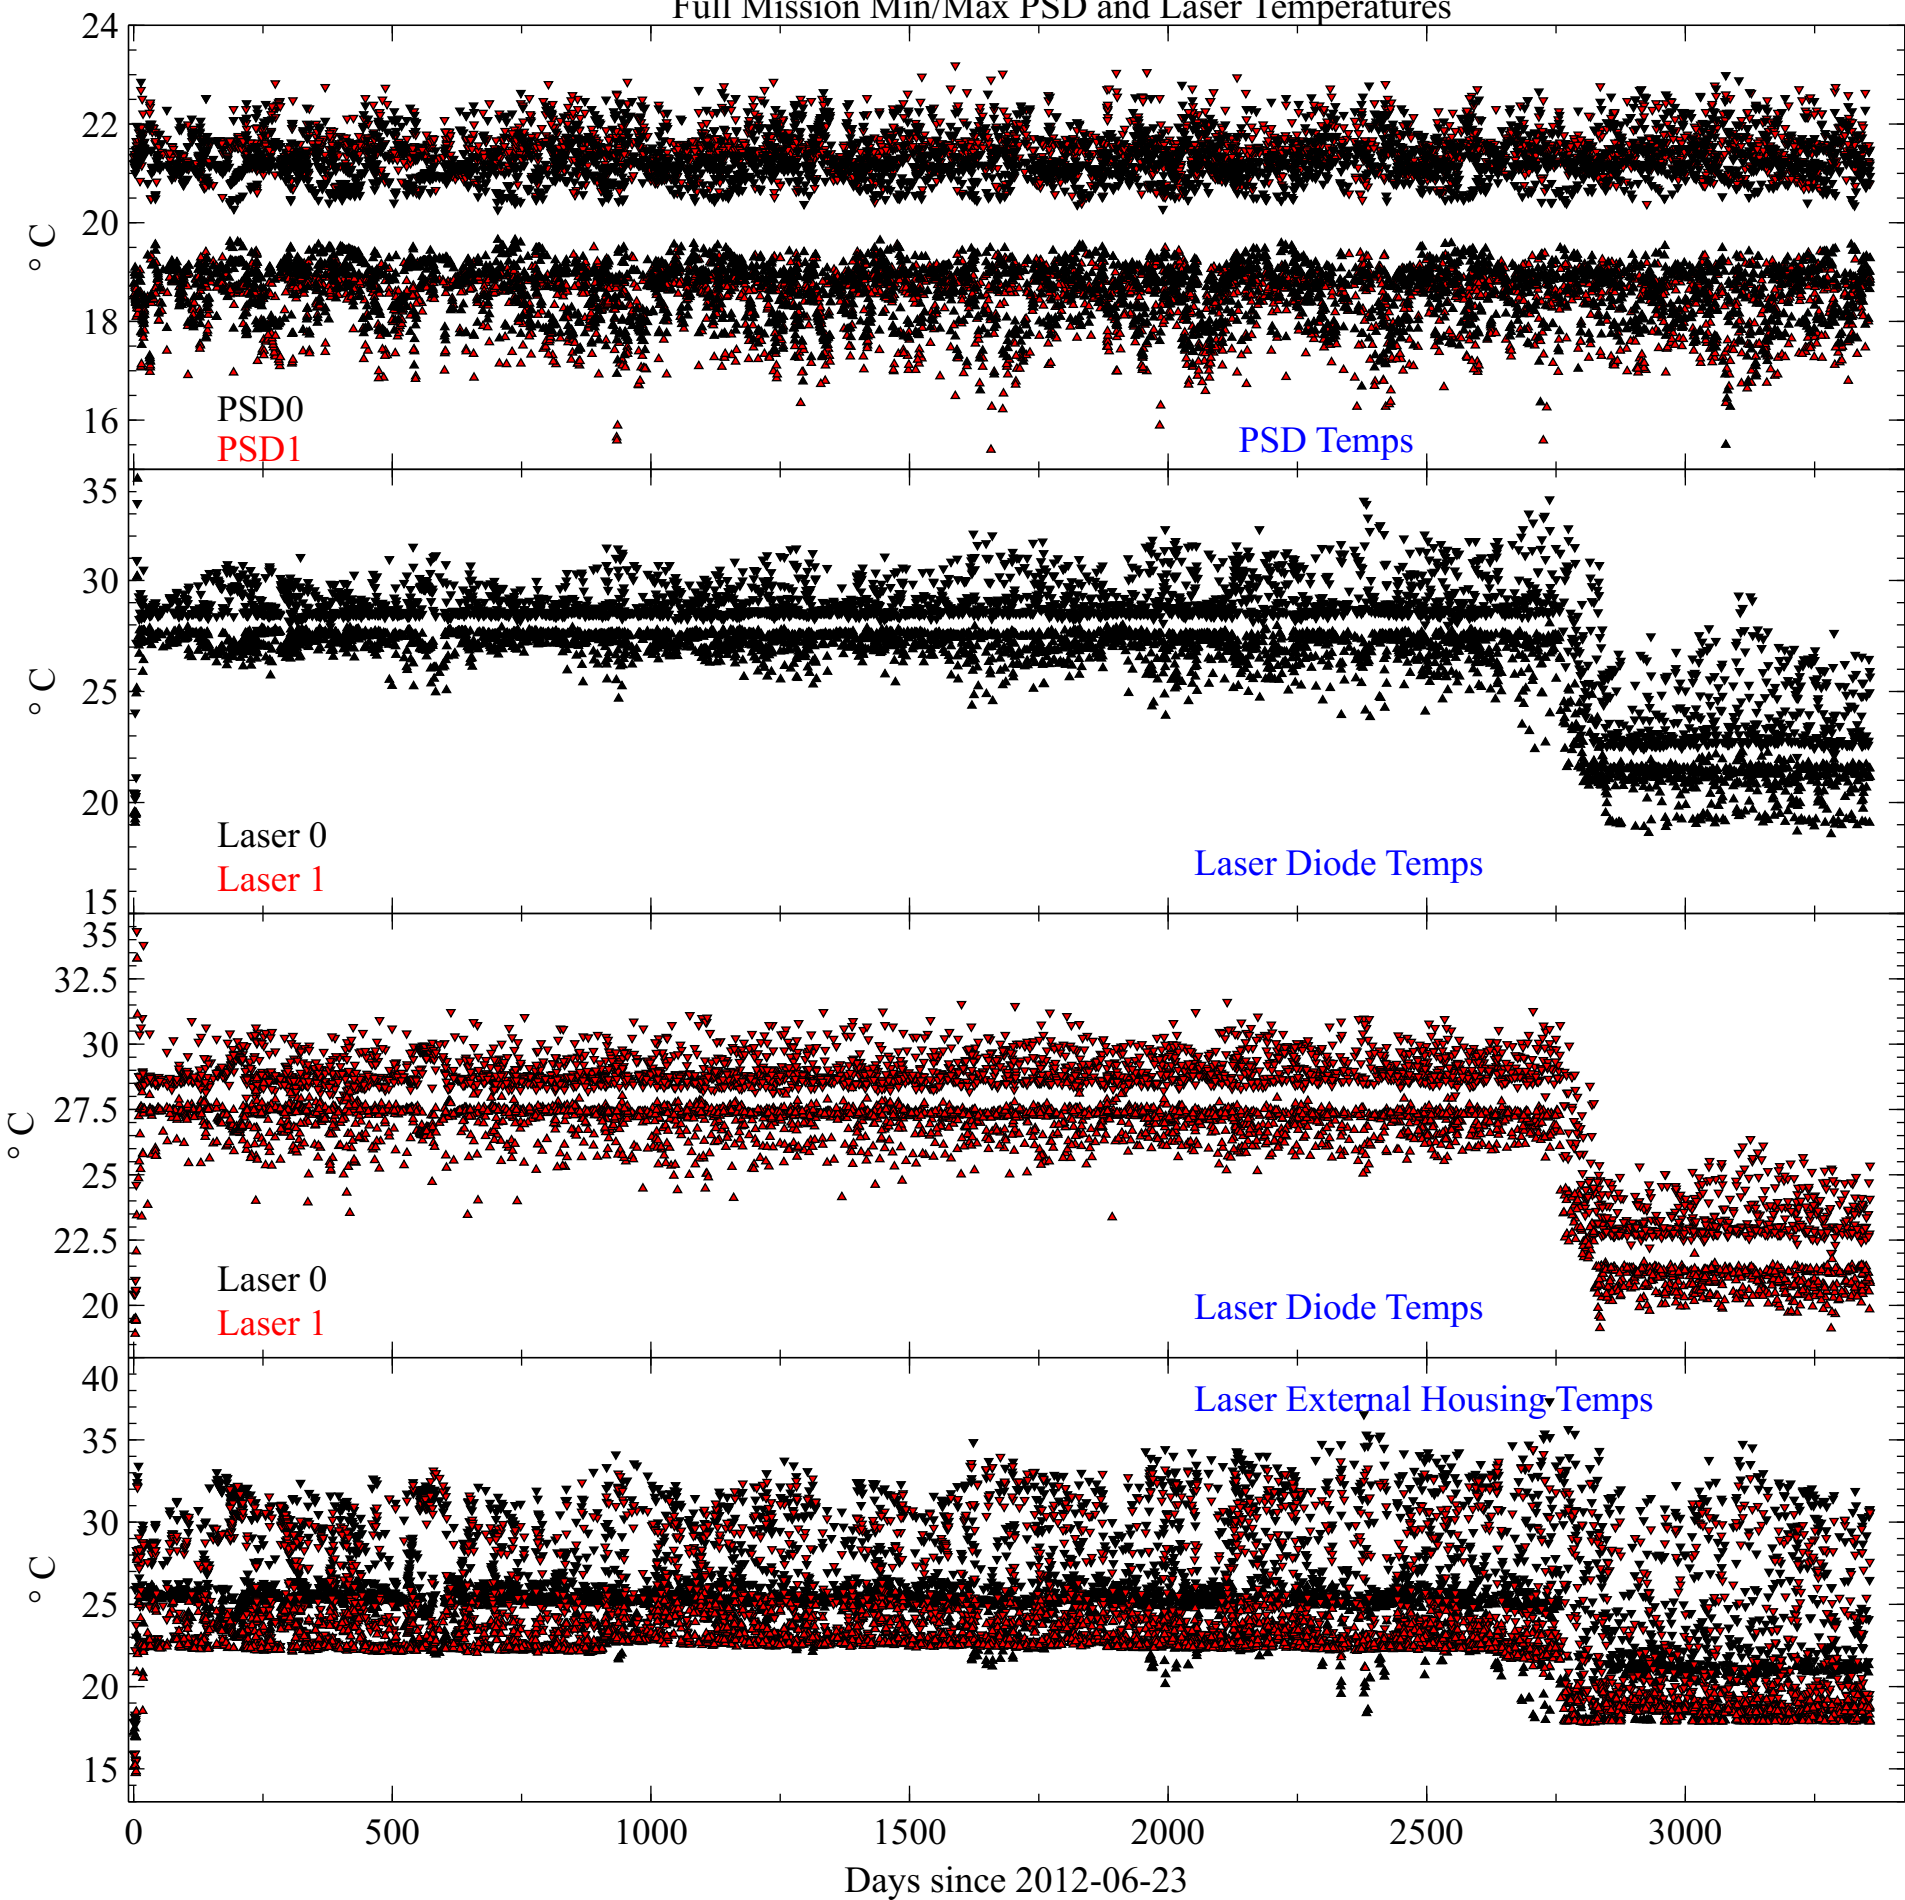 Full Mission Min/Max PSD and Laser Temperatures
24
22
20
18
16
° C
PSD0
PSD1
PSD Temps
35
30
25
20
15
° C
Laser 0
Laser 1
Laser Diode Temps
35
32.5
30
27.5
25
22.5
20
° C
Laser 0
Laser 1
Laser Diode Temps
40
35
30
25
20
15
° C
Laser External Housing Temps
0 500 1000 1500 2000 2500 3000
Days since 2012-06-23